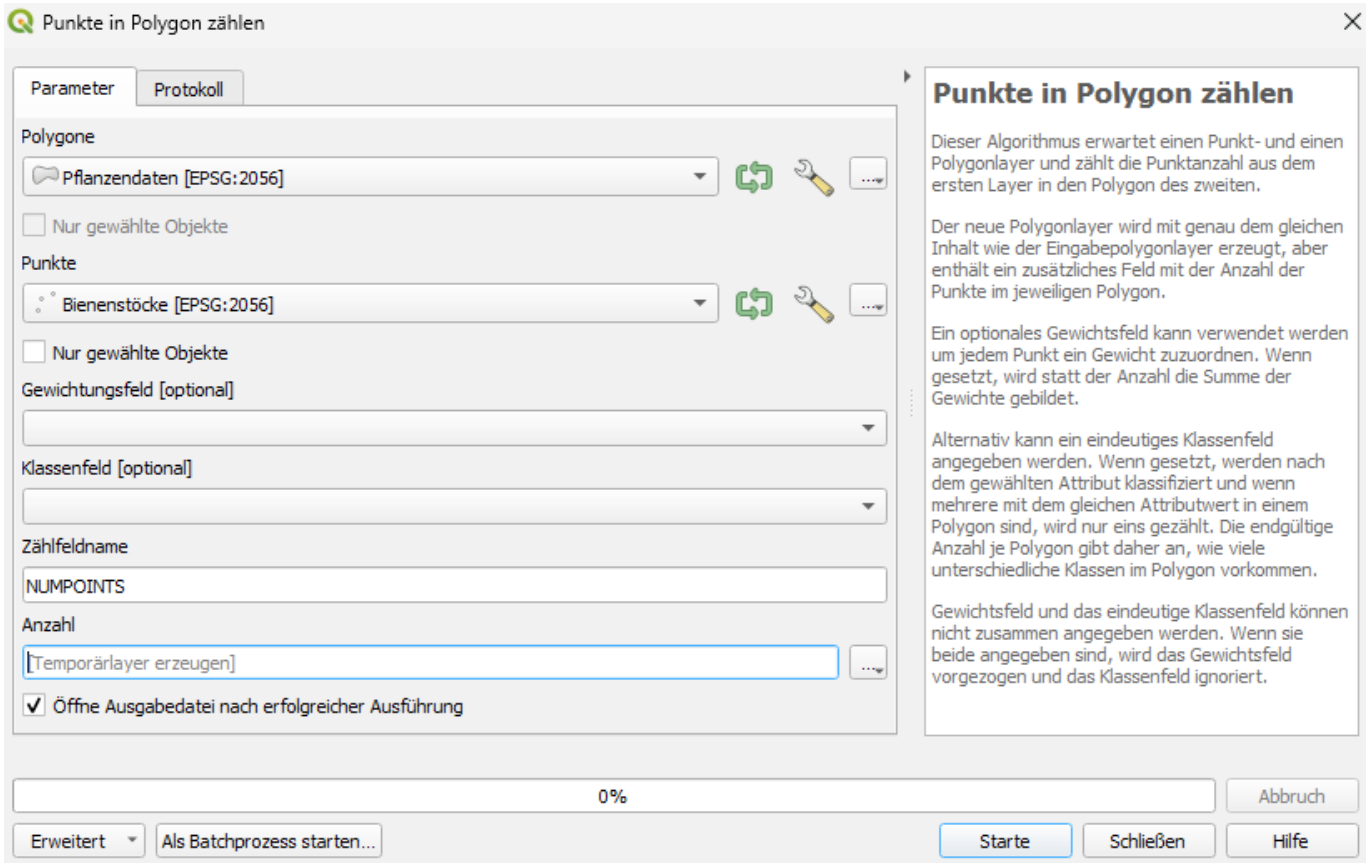 Punkte in Polygon zählen
Parameter
Protokoll
Polygone
Pflanzendaten [EPSG:2056]
...
Nur gewählte Objekte
Punkte
Bienenstöcke [EPSG:2056]
...
Nur gewählte Objekte
Gewichtungsfeld [optional]
Klassenfeld [optional]
Zählfeldname
NUMPOINTS
Anzahl
[Temporärlayer erzeugen]
...
Öffne Ausgabedatei nach erfolgreicher Ausführung
Punkte in Polygon zählen
Dieser Algorithmus erwartet einen Punkt- und einen
Polygonlayer und zählt die Punktanzahl aus dem
ersten Layer in den Polygon des zweiten.
Der neue Polygonlayer wird mit genau dem gleichen
Inhalt wie der Eingabepolygonlayer erzeugt, aber
enthält ein zusätzliches Feld mit der Anzahl der
Punkte im jeweiligen Polygon.
Ein optionales Gewichtsfeld kann verwendet werden
um jedem Punkt ein Gewicht zuzuordnen. Wenn
gesetzt, wird statt der Anzahl die Summe der
Gewichte gebildet.
Alternativ kann ein eindeutiges Klassenfeld
angegeben werden. Wenn gesetzt, werden nach
dem gewählten Attribut klassifiziert und wenn
mehrere mit dem gleichen Attributwert in einem
Polygon sind, wird nur eins gezählt. Die endgültige
Anzahl je Polygon gibt daher an, wie viele
unterschiedliche Klassen im Polygon vorkommen.
Gewichtsfeld und das eindeutige Klassenfeld können
nicht zusammen angegeben werden. Wenn sie
beide angegeben sind, wird das Gewichtsfeld
vorgezogen und das Klassenfeld ignoriert.
0%
Abbruch
Erweitert
Als Batchprozess starten...
Starte
Schließen
Hilfe